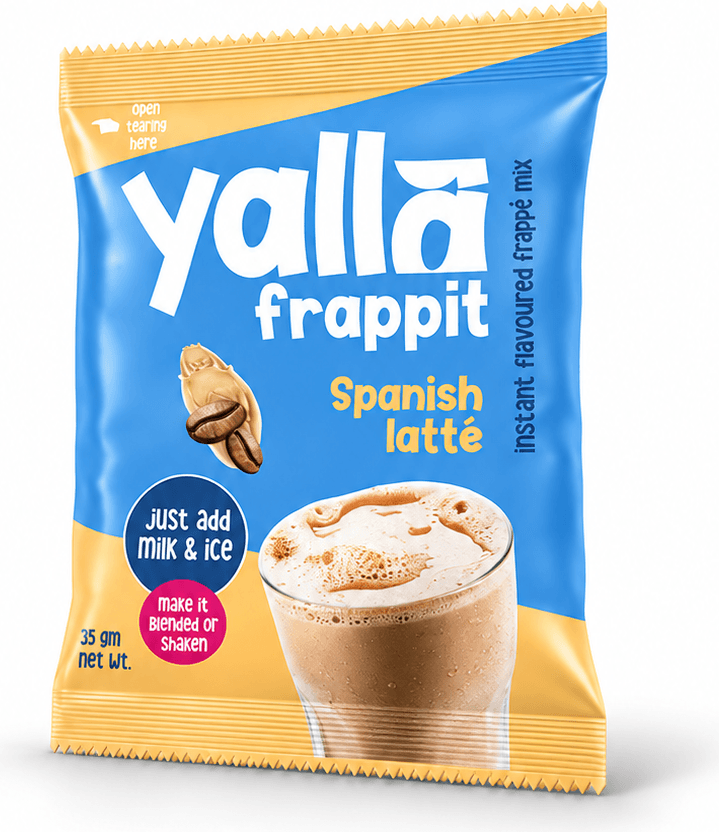 open
tearing
here
yallā
frappit
instant flavoured frappé mix
Spanish
latté
just add
milk & ice
make it
Blended or
shaken
35 gm
net wt.